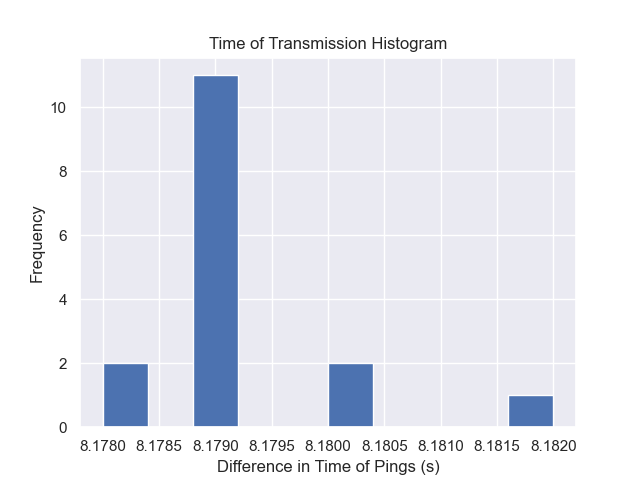 Time of Transmission Histogram
Frequency
10
8
6
4
2
0
8.1780 8.1785 8.1790 8.1795 8.1800 8.1805 8.1810 8.1815 8.1820
Difference in Time of Pings (s)